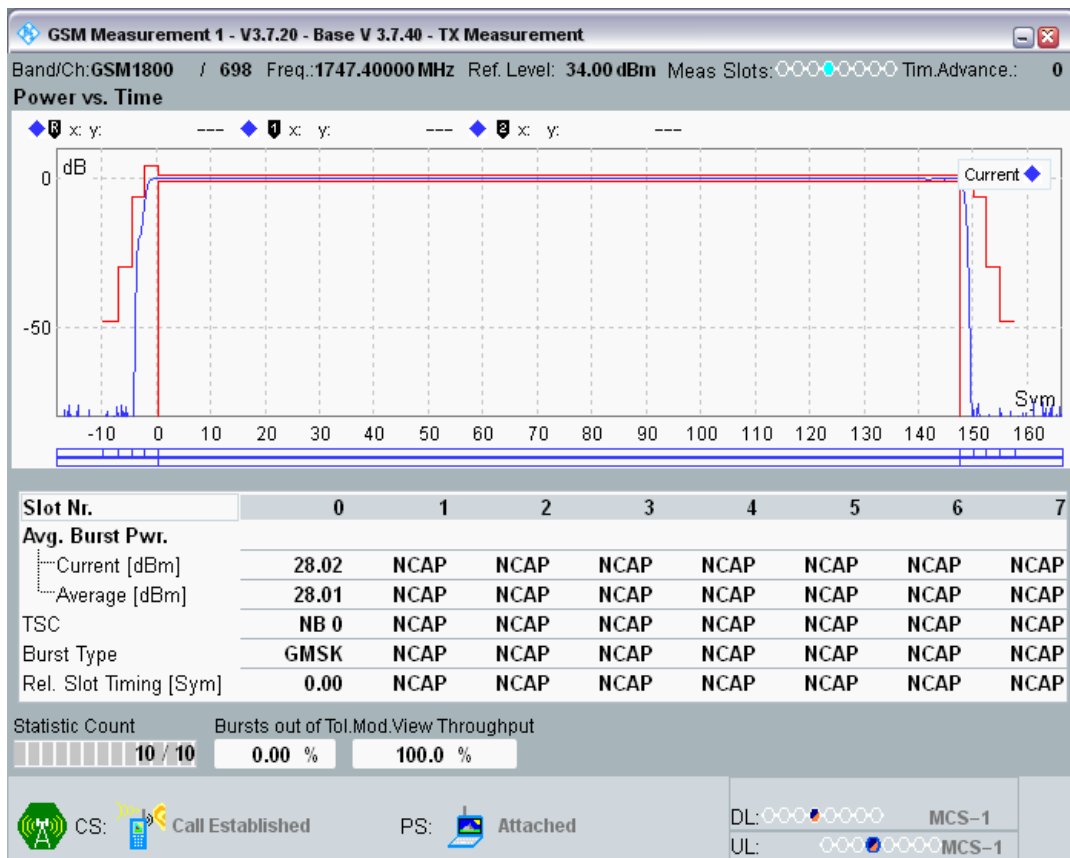 GSM Measurement 1 - V3.7.20 - Base V 3.7.40 - TX Measurement
Band/Ch:GSM1800 / 698 Freq.:1747.40000 MHz Ref. Level: 34.00 dBm Meas Slots: Tim.Advance.: 0
Power vs. Time
R x: y: --- 1 x: y: --- 2 x: y: ---
dB
Current
0
-50
Sym
-10 0 10 20 30 40 50 60 70 80 90 100 110 120 130 140 150 160
Slot Nr. 0 1 2 3 4 5 6 7
Avg. Burst Pwr.
Current [dBm] 28.02 NCAP NCAP NCAP NCAP NCAP NCAP NCAP
Average [dBm] 28.01 NCAP NCAP NCAP NCAP NCAP NCAP NCAP
TSC NB 0 NCAP NCAP NCAP NCAP NCAP NCAP NCAP
Burst Type GMSK NCAP NCAP NCAP NCAP NCAP NCAP NCAP
Rel. Slot Timing [Sym] 0.00 NCAP NCAP NCAP NCAP NCAP NCAP NCAP
Statistic Count Bursts out of Tol.Mod.View Throughput
10 / 10 0.00 % 100.0 %
CS: Call Established PS: Attached
DL: MCS-1
UL: MCS-1